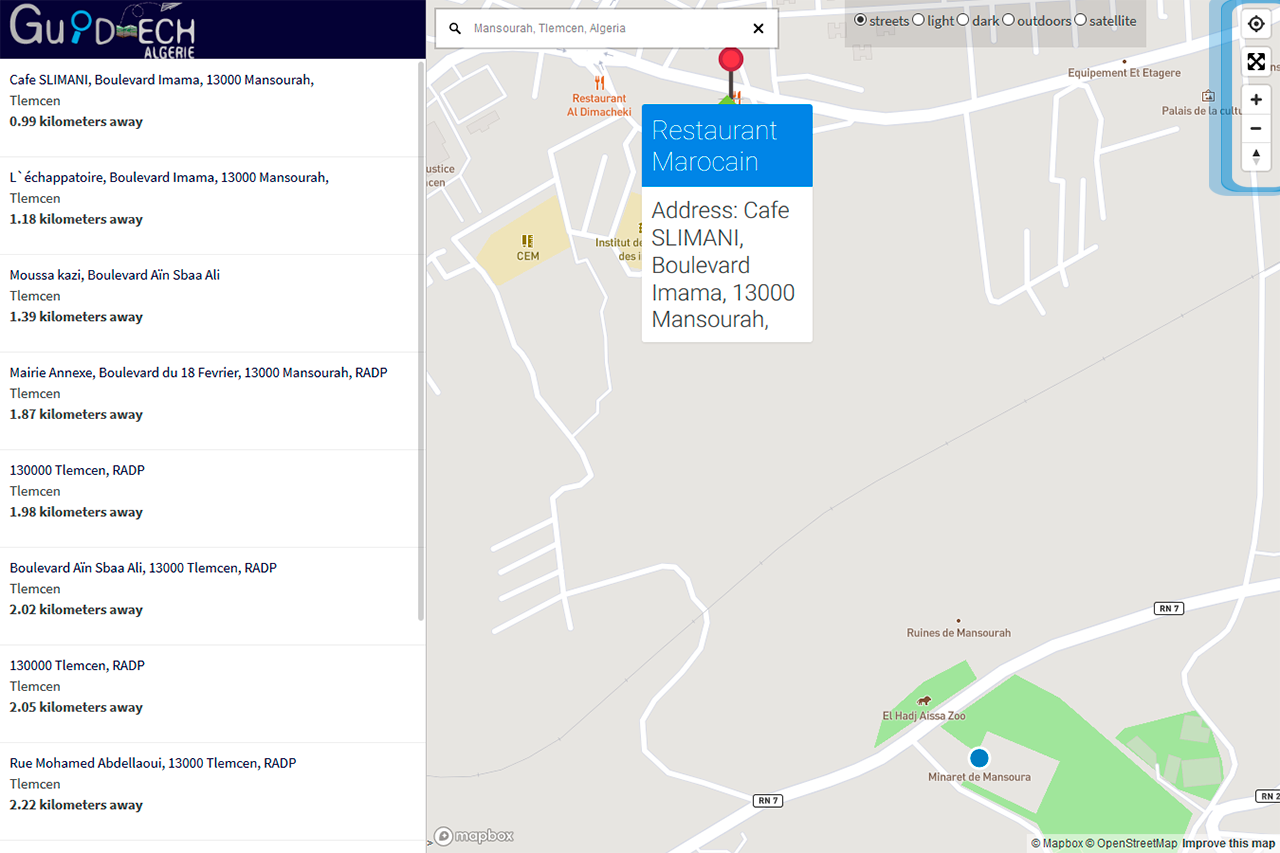 GuiDTECH
ALGERIE
Cafe SLIMANI, Boulevard Imama, 13000 Mansourah,
Tlemcen
0.99 kilometers away
L`échappatoire, Boulevard Imama, 13000 Mansourah,
Tlemcen
1.18 kilometers away
Moussa kazi, Boulevard Aïn Sbaa Ali
Tlemcen
1.39 kilometers away
Mairie Annexe, Boulevard du 18 Fevrier, 13000 Mansourah, RADP
Tlemcen
1.87 kilometers away
130000 Tlemcen, RADP
Tlemcen
1.98 kilometers away
Boulevard Aïn Sbaa Ali, 13000 Tlemcen, RADP
Tlemcen
2.02 kilometers away
130000 Tlemcen, RADP
Tlemcen
2.05 kilometers away
Rue Mohamed Abdellaoui, 13000 Tlemcen, RADP
Tlemcen
2.22 kilometers away
Mansourah, Tlemcen, Algeria
streets light dark outdoors satellite
Equipement Et Etagere
Restaurant
Al Dimacheki
Palais de la cultu
Restaurant
Marocain
ustice
cen
Address: Cafe
SLIMANI,
Boulevard
Imama, 13000
Mansourah,
Institut de
des i
CEM
RN 7
Ruines de Mansourah
El Hadj Aissa Zoo
Minaret de Mansoura
RN 7
RN 2
mapbox
© Mapbox © OpenStreetMap Improve this map